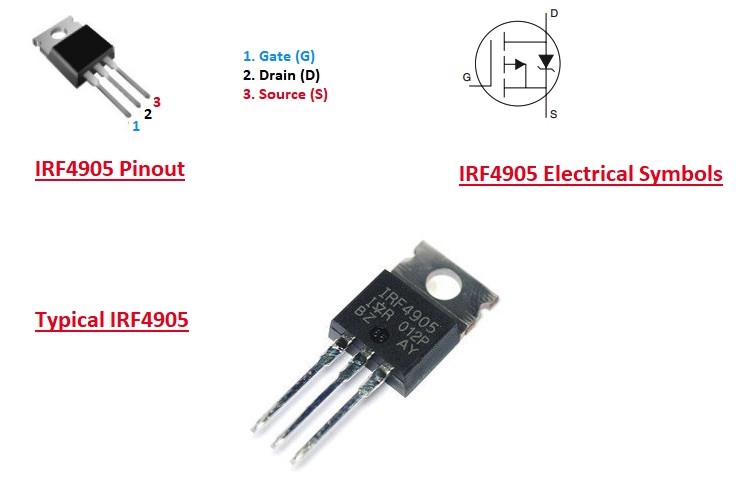 1. Gate (G)
2. Drain (D)
3. Source (S)
3
2
1
D
G
S
IRF4905 Pinout
IRF4905 Electrical Symbols
Typical IRF4905
IRF4905
IR 012P
BZ AY